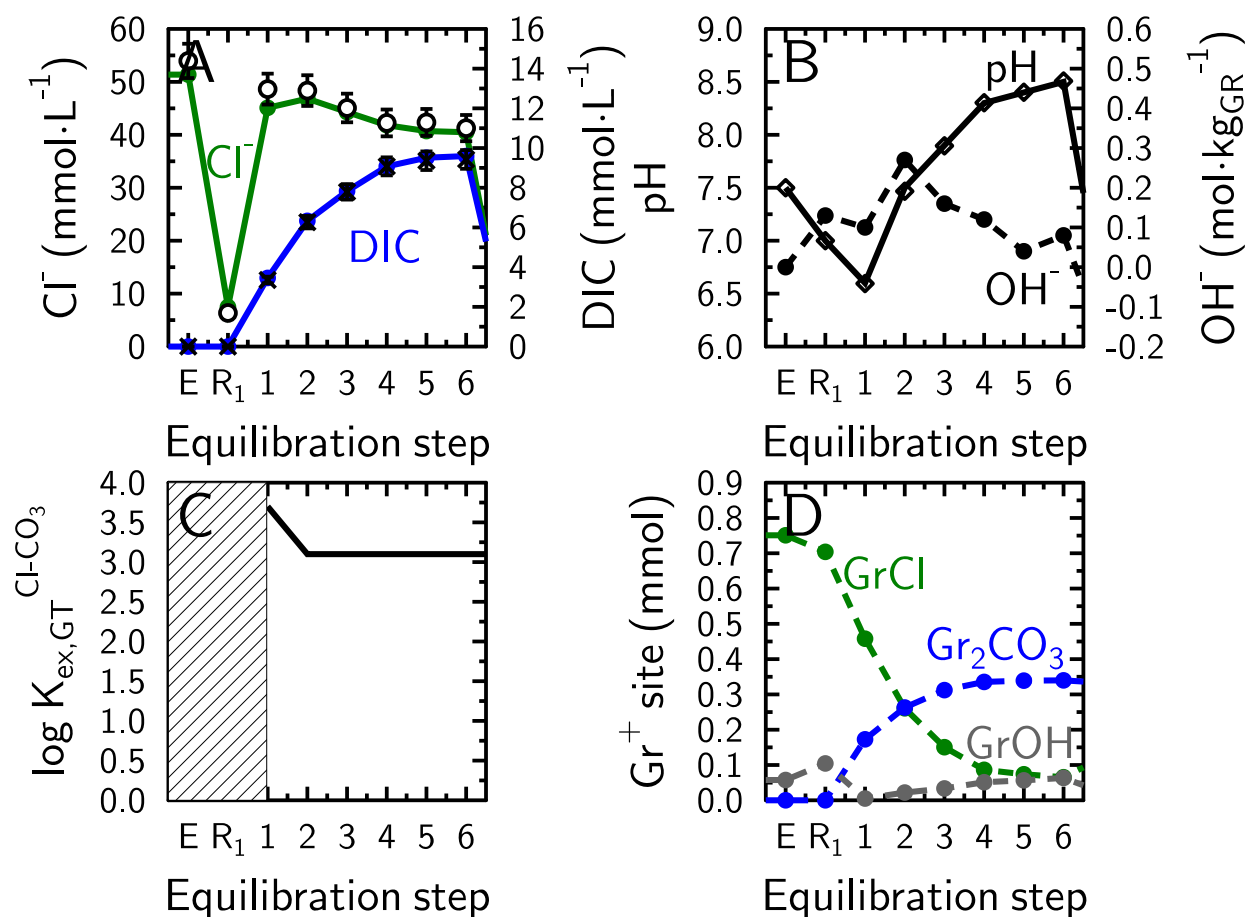 A
Cl⁻ (mmol·L⁻¹)
60
50
40
30
20
10
0
Cl⁻
DIC
16
14
12
10
8
6
4
2
0
DIC (mmol·L⁻¹)
E R₁ 1 2 3 4 5 6
Equilibration step
B
pH
9.0
8.5
8.0
7.5
7.0
6.5
6.0
pH
OH⁻
0.6
0.5
0.4
0.3
0.2
0.1
0.0
-0.1
-0.2
OH⁻ (mol·kg_GR⁻¹)
E R₁ 1 2 3 4 5 6
Equilibration step
C
log K_ex,GT^Cl-CO₃
4.0
3.5
3.0
2.5
2.0
1.5
1.0
0.5
0.0
E R₁ 1 2 3 4 5 6
Equilibration step
D
Gr⁺ site (mmol)
0.9
0.8
0.7
0.6
0.5
0.4
0.3
0.2
0.1
0.0
GrCl
Gr₂CO₃
GrOH
E R₁ 1 2 3 4 5 6
Equilibration step